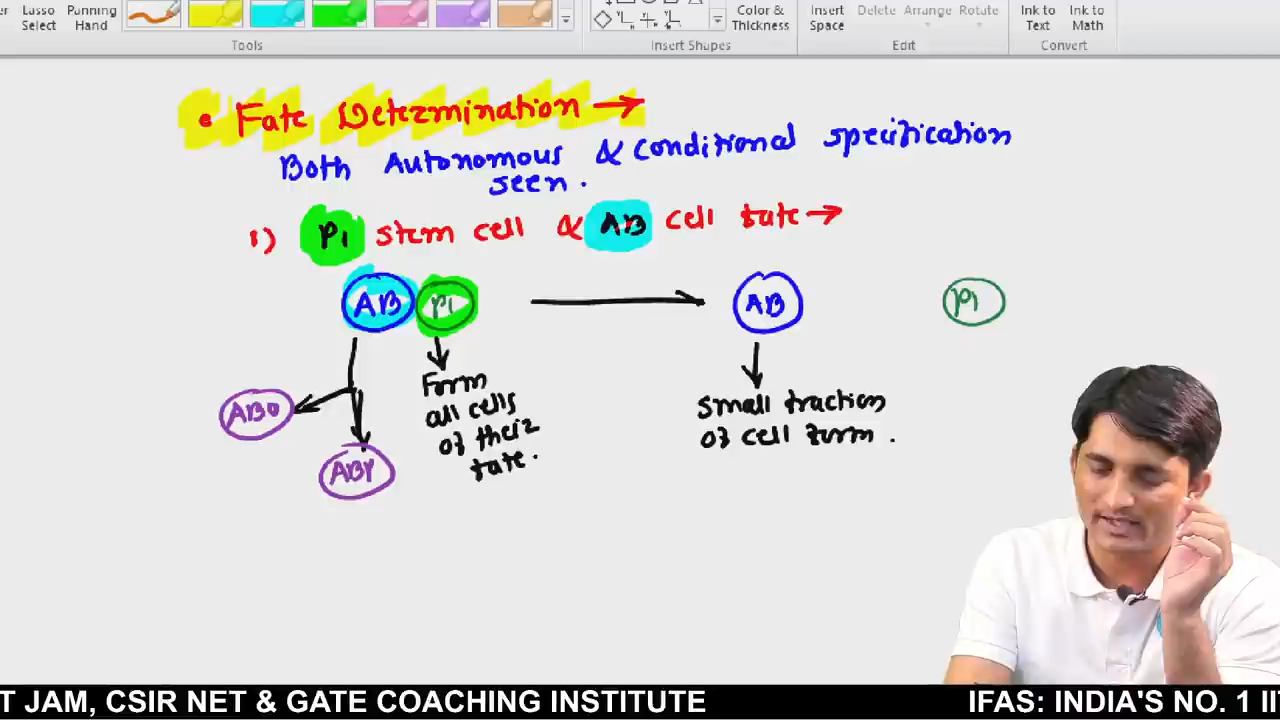 Lasso Select
Panning Hand
Color & Thickness
Insert Space
Delete
Arrange
Rotate
Ink to Text
Ink to Math
Tools
Insert Shapes
Edit
Convert
• Fate Determination →
Both Autonomous & conditional specification
seen.
1) P1 stem cell & AB cell fate →
AB P1
AB
P1
Form
all cells
of their
fate.
Small fraction
of cell form.
ABa
ABp
T JAM, CSIR NET & GATE COACHING INSTITUTE
IFAS: INDIA'S NO. 1 II